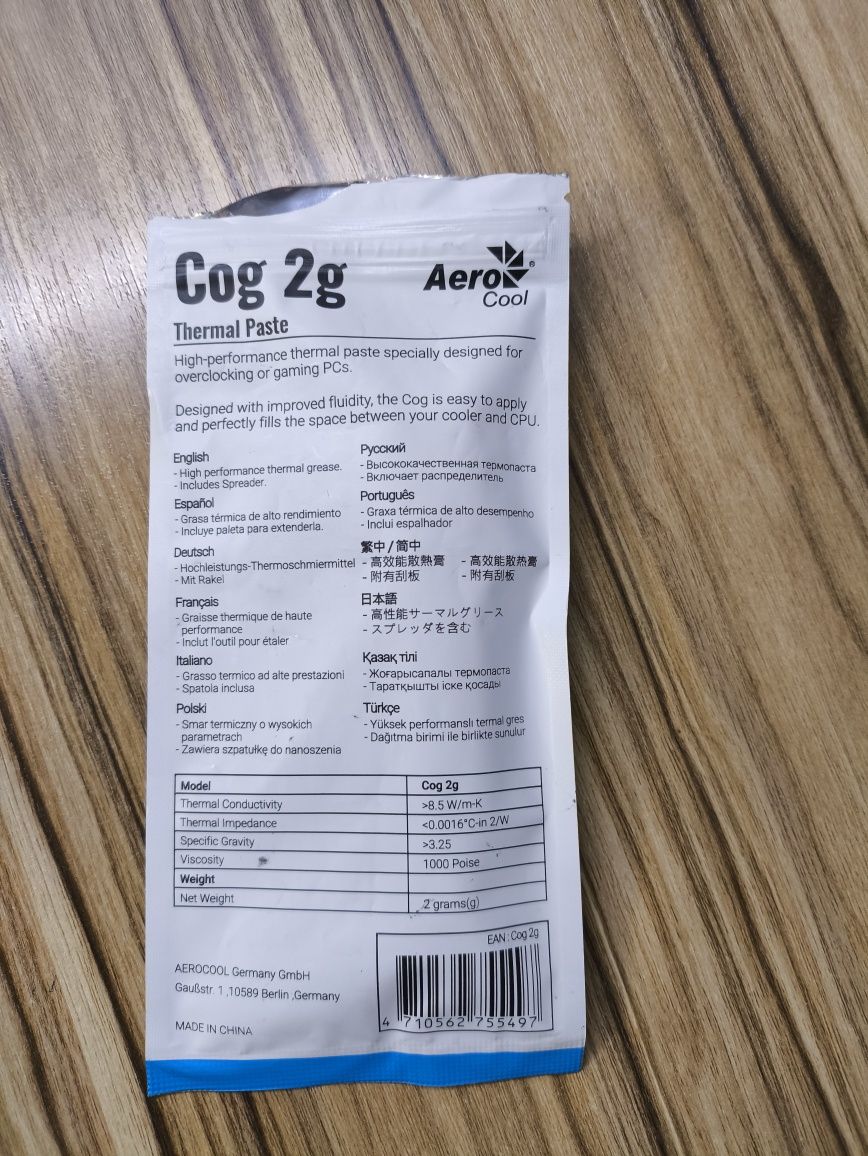 Cog 2g
Aero
Cool
®
Thermal Paste
High-performance thermal paste specially designed for
overclocking or gaming PCs.
Designed with improved fluidity, the Cog is easy to apply
and perfectly fills the space between your cooler and CPU.
English
- High performance thermal grease.
- Includes Spreader.
Español
- Grasa térmica de alto rendimiento
- Incluye paleta para extenderla.
Deutsch
- Hochleistungs-Thermoschmiermittel
- Mit Rakel
Français
- Graisse thermique de haute
performance
- Inclut l'outil pour étaler
Italiano
- Grasso termico ad alte prestazioni
- Spatola inclusa
Polski
- Smar termiczny o wysokich
parametrach
- Zawiera szpatułkę do nanoszenia
Русский
- Высококачественная термопаста
- Включает распределитель
Português
- Graxa térmica de alto desempenho
- Inclui espalhador
繁中 / 简中
- 高效能散熱膏 - 高效能散热膏
- 附有刮板 - 附有刮板
日本語
- 高性能サーマルグリース
- スプレッダを含む
Қазақ тілі
- Жоғарысапалы термопаста
- Таратқышты іске қосады
Türkçe
- Yüksek performanslı termal gres
- Dağıtma birimi ile birlikte sunulur
Model Cog 2g
Thermal Conductivity >8.5 W/m-K
Thermal Impedance <0.0016°C-in 2/W
Specific Gravity >3.25
Viscosity 1000 Poise
Weight
Net Weight 2 grams(g)
AEROCOOL Germany GmbH
Gaußstr. 1 ,10589 Berlin ,Germany
MADE IN CHINA
EAN : Cog 2g
4 710562 755497